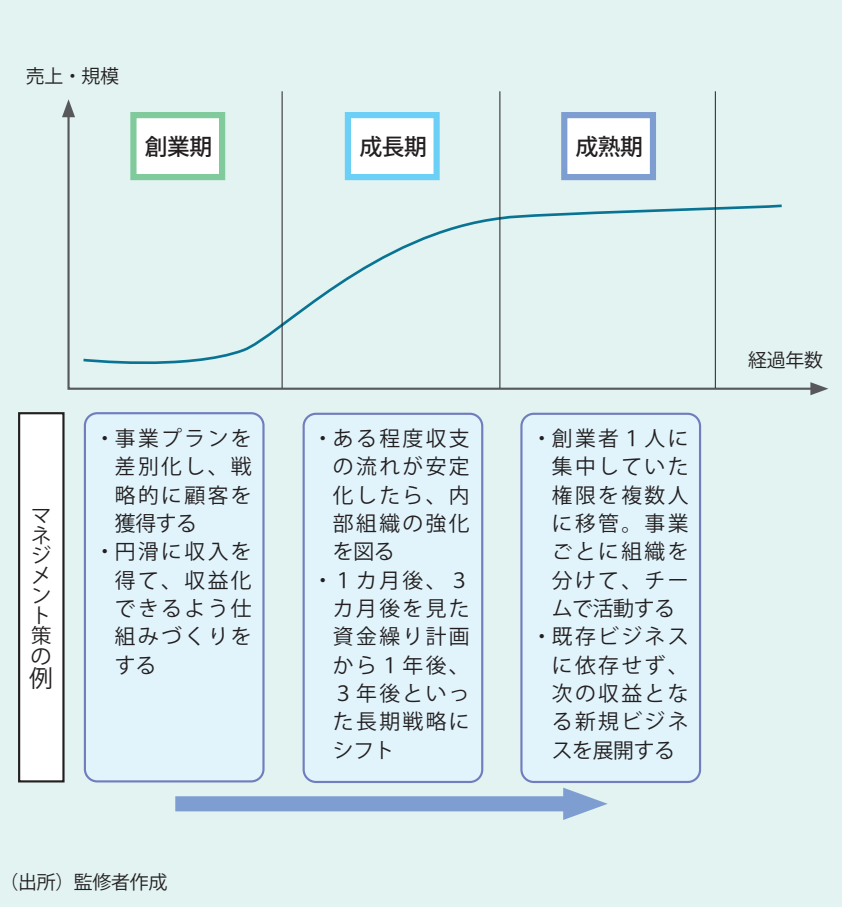 売上・規模
創業期
成長期
成熟期
経過年数
マネジメント策の例
・事業プランを
差別化し、戦
略的に顧客を
獲得する
・円滑に収入を
得て、収益化
できるよう仕
組みづくりを
する
・ある程度収支
の流れが安定
化したら、内
部組織の強化
を図る
・１カ月後、３
カ月後を見た
資金繰り計画
から１年後、
３年後といっ
た長期戦略に
シフト
・創業者１人に
集中していた
権限を複数人
に移管。事業
ごとに組織を
分けて、チー
ムで活動する
・既存ビジネス
に依存せず、
次の収益とな
る新規ビジネ
スを展開する
（出所）監修者作成